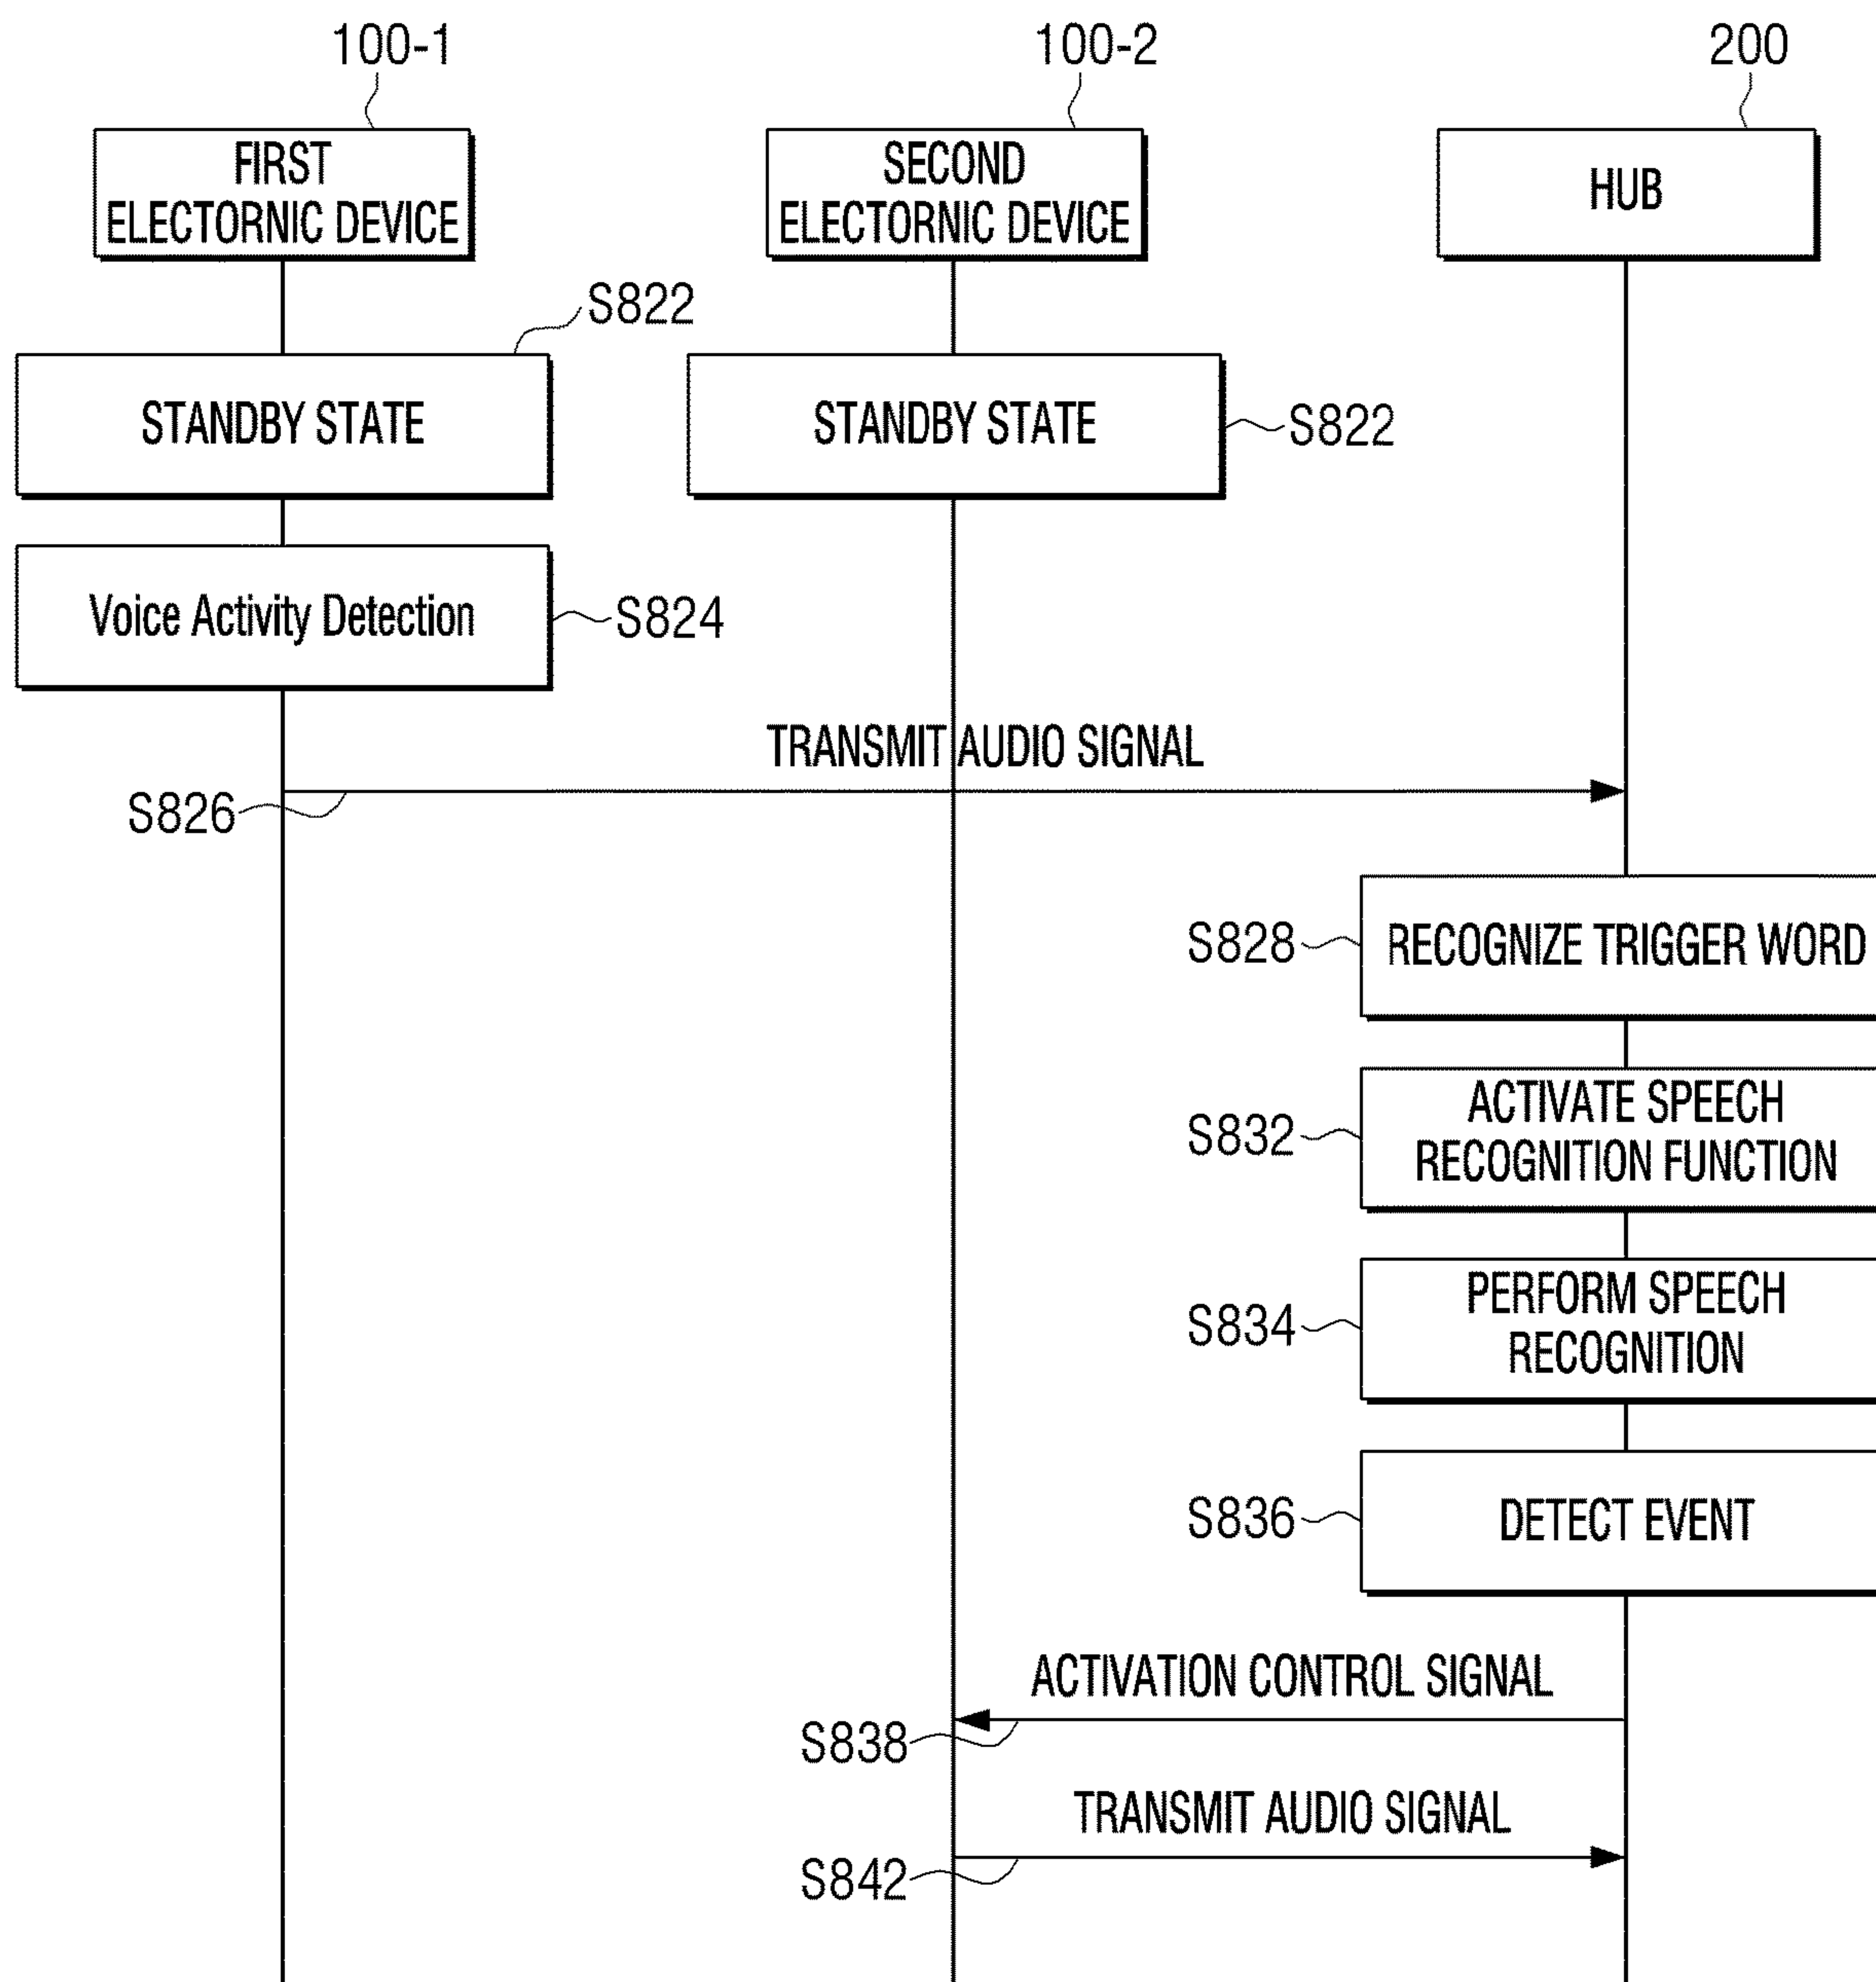 100-1
100-2
200
FIRST
ELECTORNIC DEVICE
SECOND
ELECTORNIC DEVICE
HUB
S822
STANDBY STATE
STANDBY STATE
S822
Voice Activity Detection
S824
TRANSMIT AUDIO SIGNAL
S826
S828
RECOGNIZE TRIGGER WORD
S832
ACTIVATE SPEECH
RECOGNITION FUNCTION
S834
PERFORM SPEECH
RECOGNITION
S836
DETECT EVENT
ACTIVATION CONTROL SIGNAL
S838
TRANSMIT AUDIO SIGNAL
S842